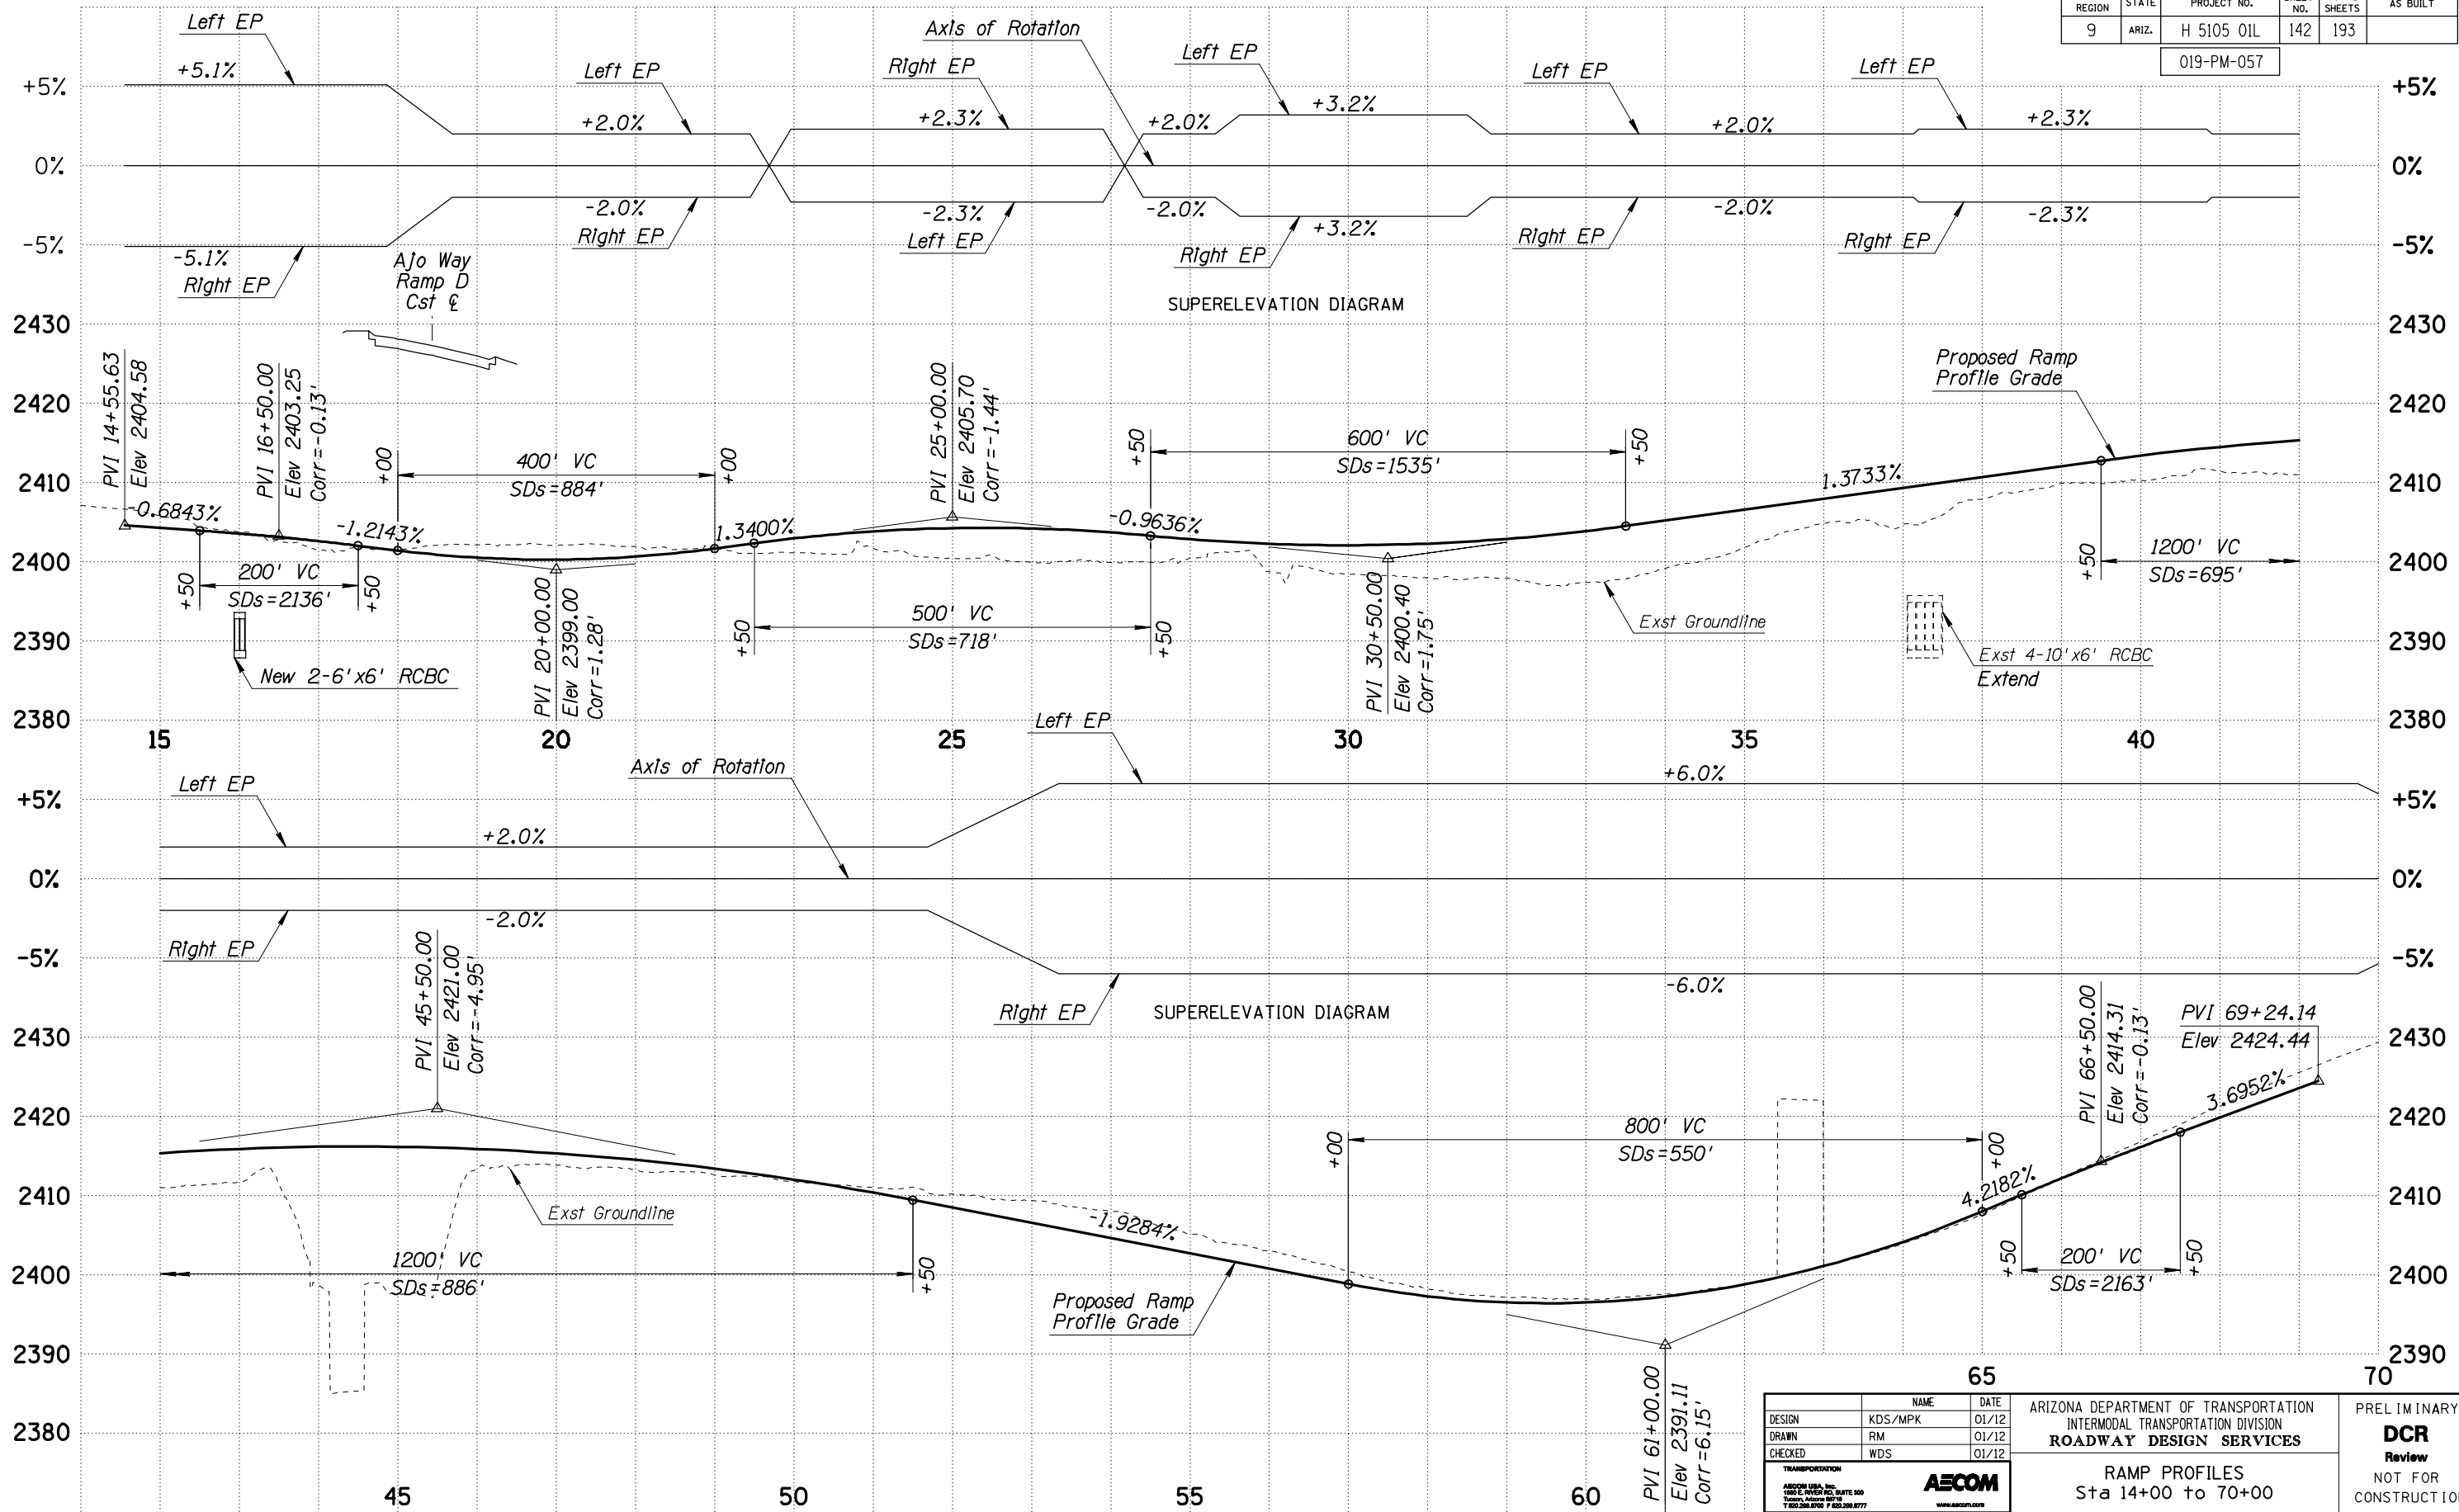 REGION STATE PROJECT NO. NO. SHEETS AS BUILT
9 ARIZ. H 5105 01L 142 193
019-PM-057
Left EP
+5.1%
Left EP
+2.0%
Axis of Rotation
Right EP
+2.3%
Left EP
+2.0%
+3.2%
Left EP
+2.0%
Left EP
+2.3%
+5% +5%
0% 0%
-5% -5%
-5.1%
Right EP
-2.0%
Right EP
-2.3%
Left EP
-2.0%
+3.2%
Right EP
-2.0%
Right EP
-2.3%
Right EP
Ajo Way
Ramp D
Cst ℄
SUPERELEVATION DIAGRAM
2430 2430
2420 2420
2410 2410
2400 2400
2390 2390
2380 2380
PVI 14+55.63
Elev 2404.58
PVI 16+50.00
Elev 2403.25
Corr=-0.13'
-0.6843%
-1.2143%
+50
200' VC
SDs=2136'
+50
New 2-6'x6' RCBC
+00
400' VC
SDs=884'
+00
PVI 20+00.00
Elev 2399.00
Corr=1.28'
1.3400%
PVI 25+00.00
Elev 2405.70
Corr=-1.44'
+50
500' VC
SDs=718'
+50
-0.9636%
+50
600' VC
SDs=1535'
+50
PVI 30+50.00
Elev 2400.40
Corr=1.75'
Exst Groundline
1.3733%
Proposed Ramp
Profile Grade
+50
1200' VC
SDs=695'
Exst 4-10'x6' RCBC
Extend
15 20 25 30 35 40
Left EP
+2.0%
Axis of Rotation
Left EP
+6.0%
+5% +5%
0% 0%
-5% -5%
Right EP
-2.0%
Right EP
-6.0%
SUPERELEVATION DIAGRAM
2430 2430
2420 2420
2410 2410
2400 2400
2390 2390
2380
PVI 45+50.00
Elev 2421.00
Corr=-4.95'
Exst Groundline
1200' VC
SDs=886'
+50
-1.9284%
Proposed Ramp
Profile Grade
+00
800' VC
SDs=550'
+00
PVI 61+00.00
Elev 2391.11
Corr=6.15'
4.2182%
PVI 66+50.00
Elev 2414.31
Corr=-0.13'
+50
200' VC
SDs=2163'
+50
3.6952%
PVI 69+24.14
Elev 2424.44
45 50 55 60 65 70
NAME DATE
DESIGN KDS/MPK 01/12
DRAWN RM 01/12
CHECKED WDS 01/12
TRANSPORTATION
AECOM USA, Inc.
AECOM
www.aecom.com
ARIZONA DEPARTMENT OF TRANSPORTATION
INTERMODAL TRANSPORTATION DIVISION
ROADWAY DESIGN SERVICES
RAMP PROFILES
Sta 14+00 to 70+00
PRELIMINARY
DCR
Review
NOT FOR
CONSTRUCTIO